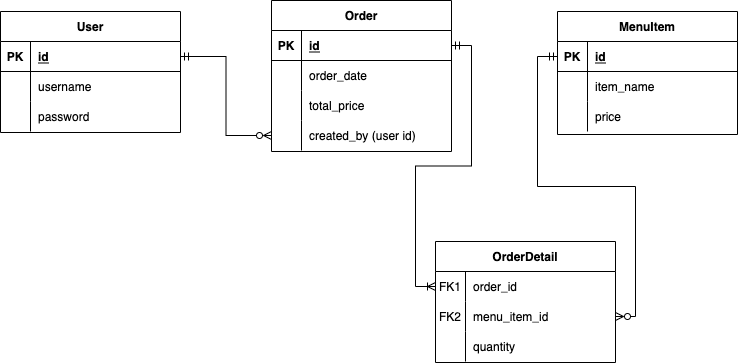 User
PK id
username
password
Order
PK id
order_date
total_price
created_by (user id)
MenuItem
PK id
item_name
price
OrderDetail
FK1 order_id
FK2 menu_item_id
quantity